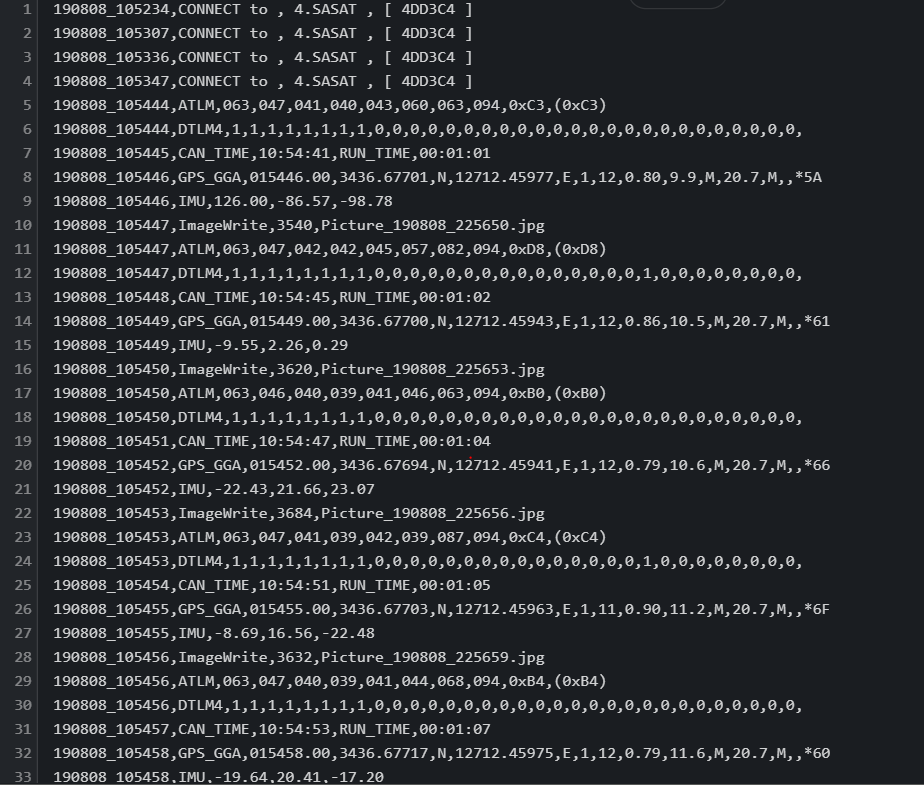 1 190808_105234,CONNECT to , 4.SASAT , [ 4DD3C4 ]
2 190808_105307,CONNECT to , 4.SASAT , [ 4DD3C4 ]
3 190808_105336,CONNECT to , 4.SASAT , [ 4DD3C4 ]
4 190808_105347,CONNECT to , 4.SASAT , [ 4DD3C4 ]
5 190808_105444,ATLM,063,047,041,040,043,060,063,094,0xC3,(0xC3)
6 190808_105444,DTLM4,1,1,1,1,1,1,1,1,0,0,0,0,0,0,0,0,0,0,0,0,0,0,0,0,0,0,0,0,0,0,0,0,
7 190808_105445,CAN_TIME,10:54:41,RUN_TIME,00:01:01
8 190808_105446,GPS_GGA,015446.00,3436.67701,N,12712.45977,E,1,12,0.80,9.9,M,20.7,M,,*5A
9 190808_105446,IMU,126.00,-86.57,-98.78
10 190808_105447,ImageWrite,3540,Picture_190808_225650.jpg
11 190808_105447,ATLM,063,047,042,042,045,057,082,094,0xD8,(0xD8)
12 190808_105447,DTLM4,1,1,1,1,1,1,1,1,0,0,0,0,0,0,0,0,0,0,0,0,0,0,0,1,0,0,0,0,0,0,0,0,
13 190808_105448,CAN_TIME,10:54:45,RUN_TIME,00:01:02
14 190808_105449,GPS_GGA,015449.00,3436.67700,N,12712.45943,E,1,12,0.86,10.5,M,20.7,M,,*61
15 190808_105449,IMU,-9.55,2.26,0.29
16 190808_105450,ImageWrite,3620,Picture_190808_225653.jpg
17 190808_105450,ATLM,063,046,040,039,041,046,063,094,0xB0,(0xB0)
18 190808_105450,DTLM4,1,1,1,1,1,1,1,1,0,0,0,0,0,0,0,0,0,0,0,0,0,0,0,0,0,0,0,0,0,0,0,0,
19 190808_105451,CAN_TIME,10:54:47,RUN_TIME,00:01:04
20 190808_105452,GPS_GGA,015452.00,3436.67694,N,12712.45941,E,1,12,0.79,10.6,M,20.7,M,,*66
21 190808_105452,IMU,-22.43,21.66,23.07
22 190808_105453,ImageWrite,3684,Picture_190808_225656.jpg
23 190808_105453,ATLM,063,047,041,039,042,039,087,094,0xC4,(0xC4)
24 190808_105453,DTLM4,1,1,1,1,1,1,1,1,0,0,0,0,0,0,0,0,0,0,0,0,0,0,0,1,0,0,0,0,0,0,0,0,
25 190808_105454,CAN_TIME,10:54:51,RUN_TIME,00:01:05
26 190808_105455,GPS_GGA,015455.00,3436.67703,N,12712.45963,E,1,11,0.90,11.2,M,20.7,M,,*6F
27 190808_105455,IMU,-8.69,16.56,-22.48
28 190808_105456,ImageWrite,3632,Picture_190808_225659.jpg
29 190808_105456,ATLM,063,047,040,039,041,044,068,094,0xB4,(0xB4)
30 190808_105456,DTLM4,1,1,1,1,1,1,1,1,0,0,0,0,0,0,0,0,0,0,0,0,0,0,0,0,0,0,0,0,0,0,0,0,
31 190808_105457,CAN_TIME,10:54:53,RUN_TIME,00:01:07
32 190808_105458,GPS_GGA,015458.00,3436.67717,N,12712.45975,E,1,12,0.79,11.6,M,20.7,M,,*60
33 190808_105458,IMU,-19.64,20.41,-17.20